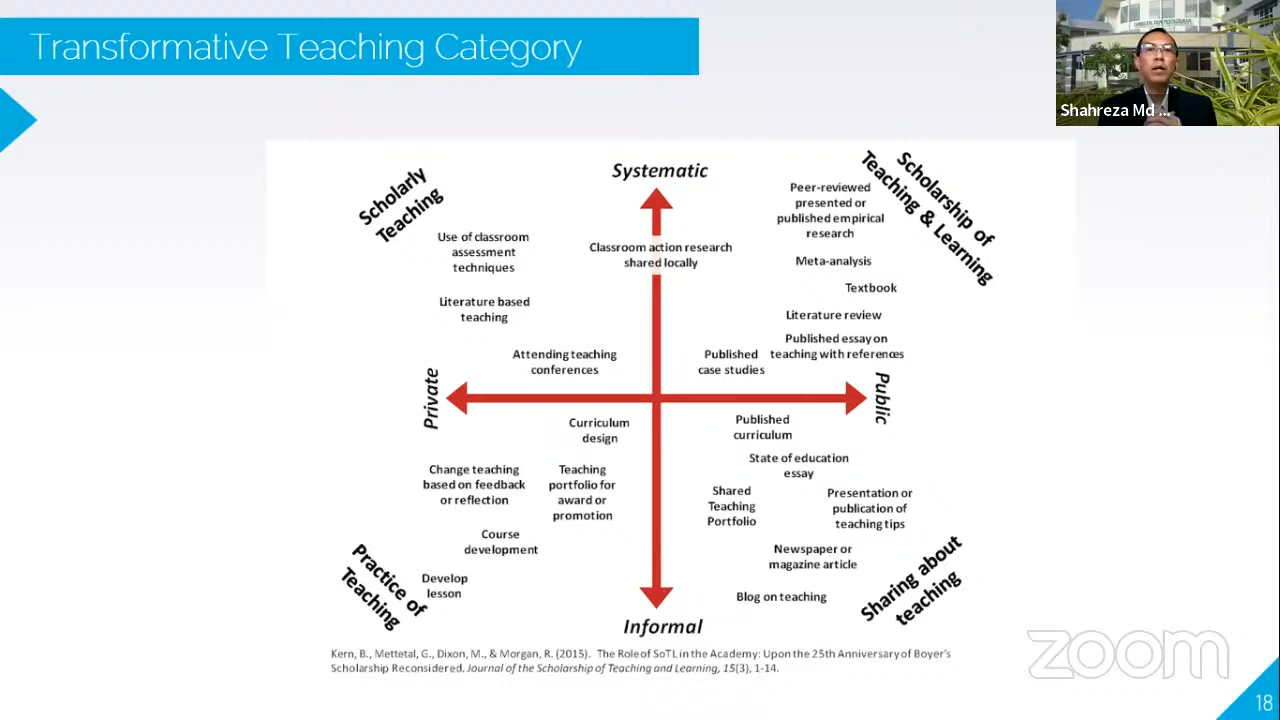 Transformative Teaching Category
Shahreza Md ...
Systematic
Scholarly
Teaching
Scholarship of
Teaching & Learning
Use of classroom
assessment
techniques
Literature based
teaching
Attending teaching
conferences
Classroom action research
shared locally
Peer-reviewed
presented or
published empirical
research
Meta-analysis
Textbook
Literature review
Published essay on
teaching with references
Published
case studies
Private
Public
Curriculum
design
Change teaching
based on feedback
or reflection
Teaching
portfolio for
award or
promotion
Course
development
Develop
lesson
Practice of
Teaching
Published
curriculum
State of education
essay
Shared
Teaching
Portfolio
Presentation or
publication of
teaching tips
Newspaper or
magazine article
Blog on teaching
Sharing about
teaching
Informal
Kern, B., Mettetal, G., Dixon, M., & Morgan, R. (2015). The Role of SoTL in the Academy: Upon the 25th Anniversary of Boyer's
Scholarship Reconsidered. Journal of the Scholarship of Teaching and Learning, 15(3), 1-14.
zoom
18